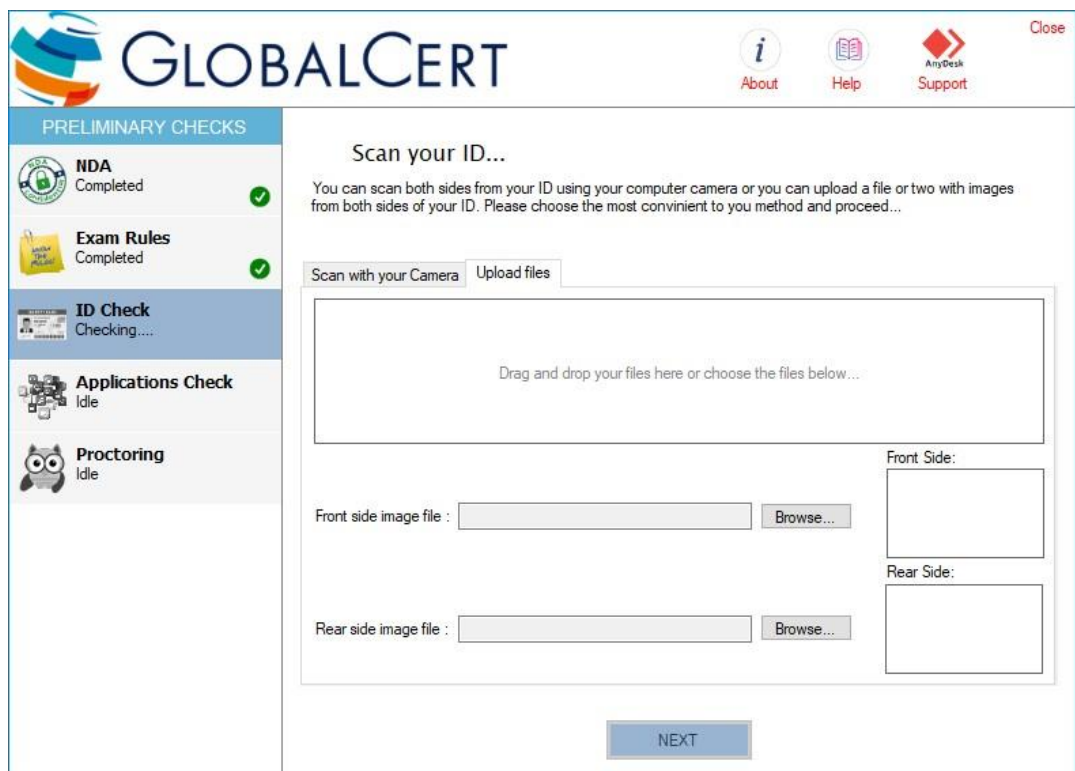 GLOBALCERT
i
About
Help
AnyDesk
Support
Close
PRELIMINARY CHECKS
NDA
Completed
Exam Rules
Completed
ID Check
Checking....
Applications Check
Idle
Proctoring
Idle
Scan your ID...
You can scan both sides from your ID using your computer camera or you can upload a file or two with images
from both sides of your ID. Please choose the most convinient to you method and proceed...
Scan with your Camera
Upload files
Drag and drop your files here or choose the files below...
Front side image file :
Browse...
Front Side:
Rear side image file :
Browse...
Rear Side:
NEXT